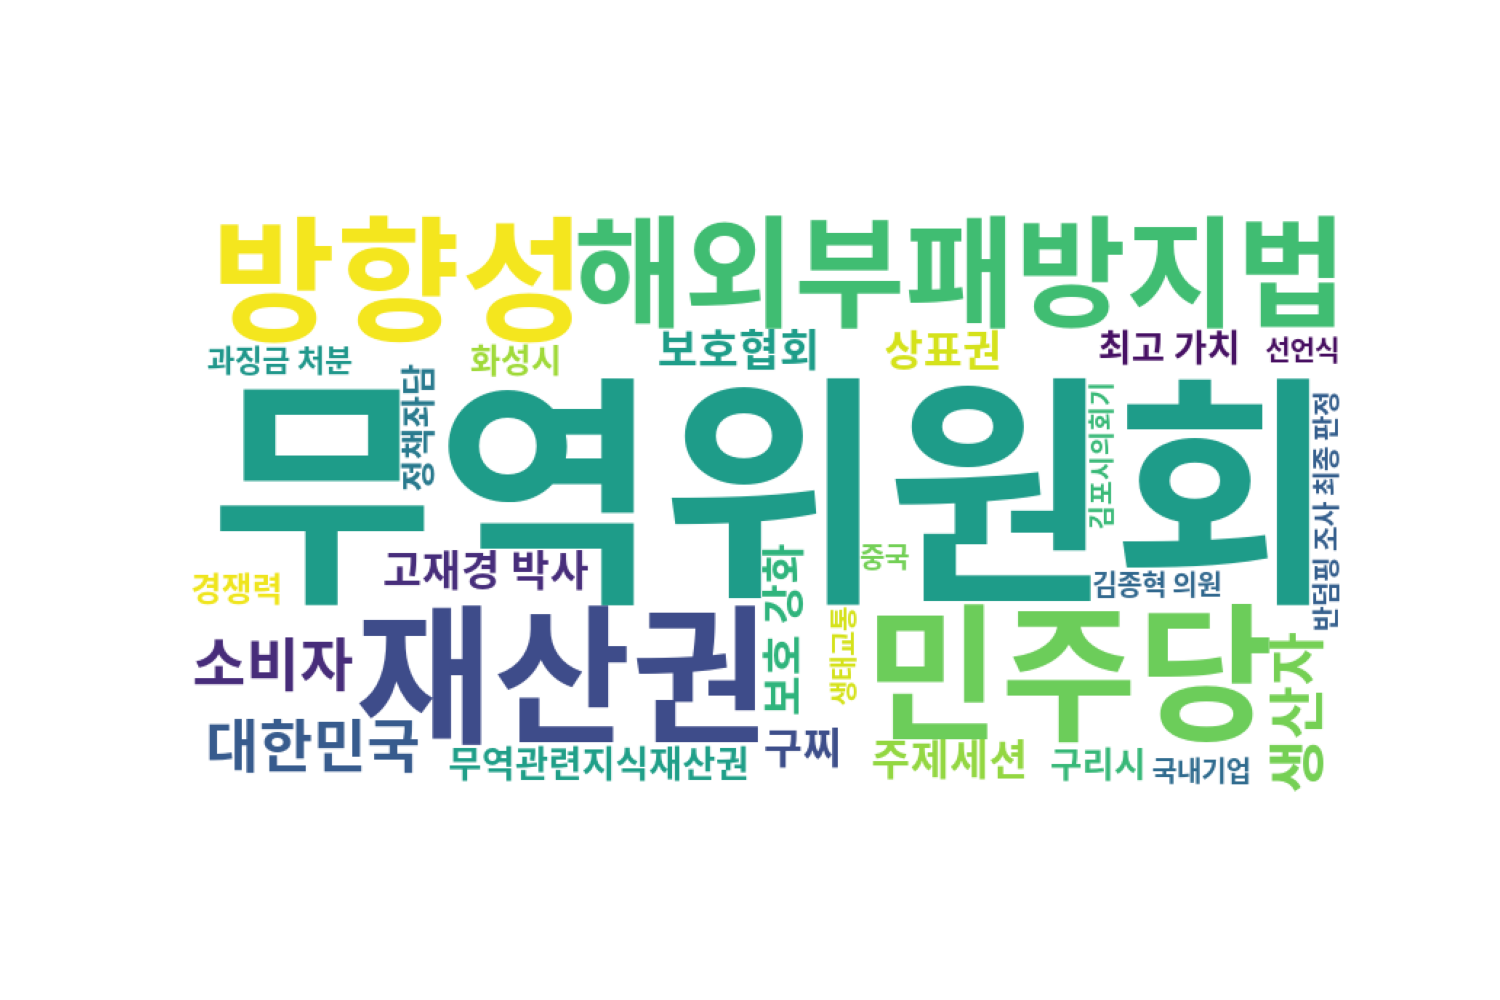 방향성
해외부패방지법
과징금 처분
화성시
보호협회
상표권
최고 가치
선언식
정책좌담
무역위원회
김포시의회기
반덤핑 조사 최종 판정
경쟁력
고재경 박사
보호 강화
중국
김종혁 의원
소비자
재산권
생태교통
민주당
생산자
대한민국
무역관련지식재산권
구찌
주제세션
구리시
국내기업